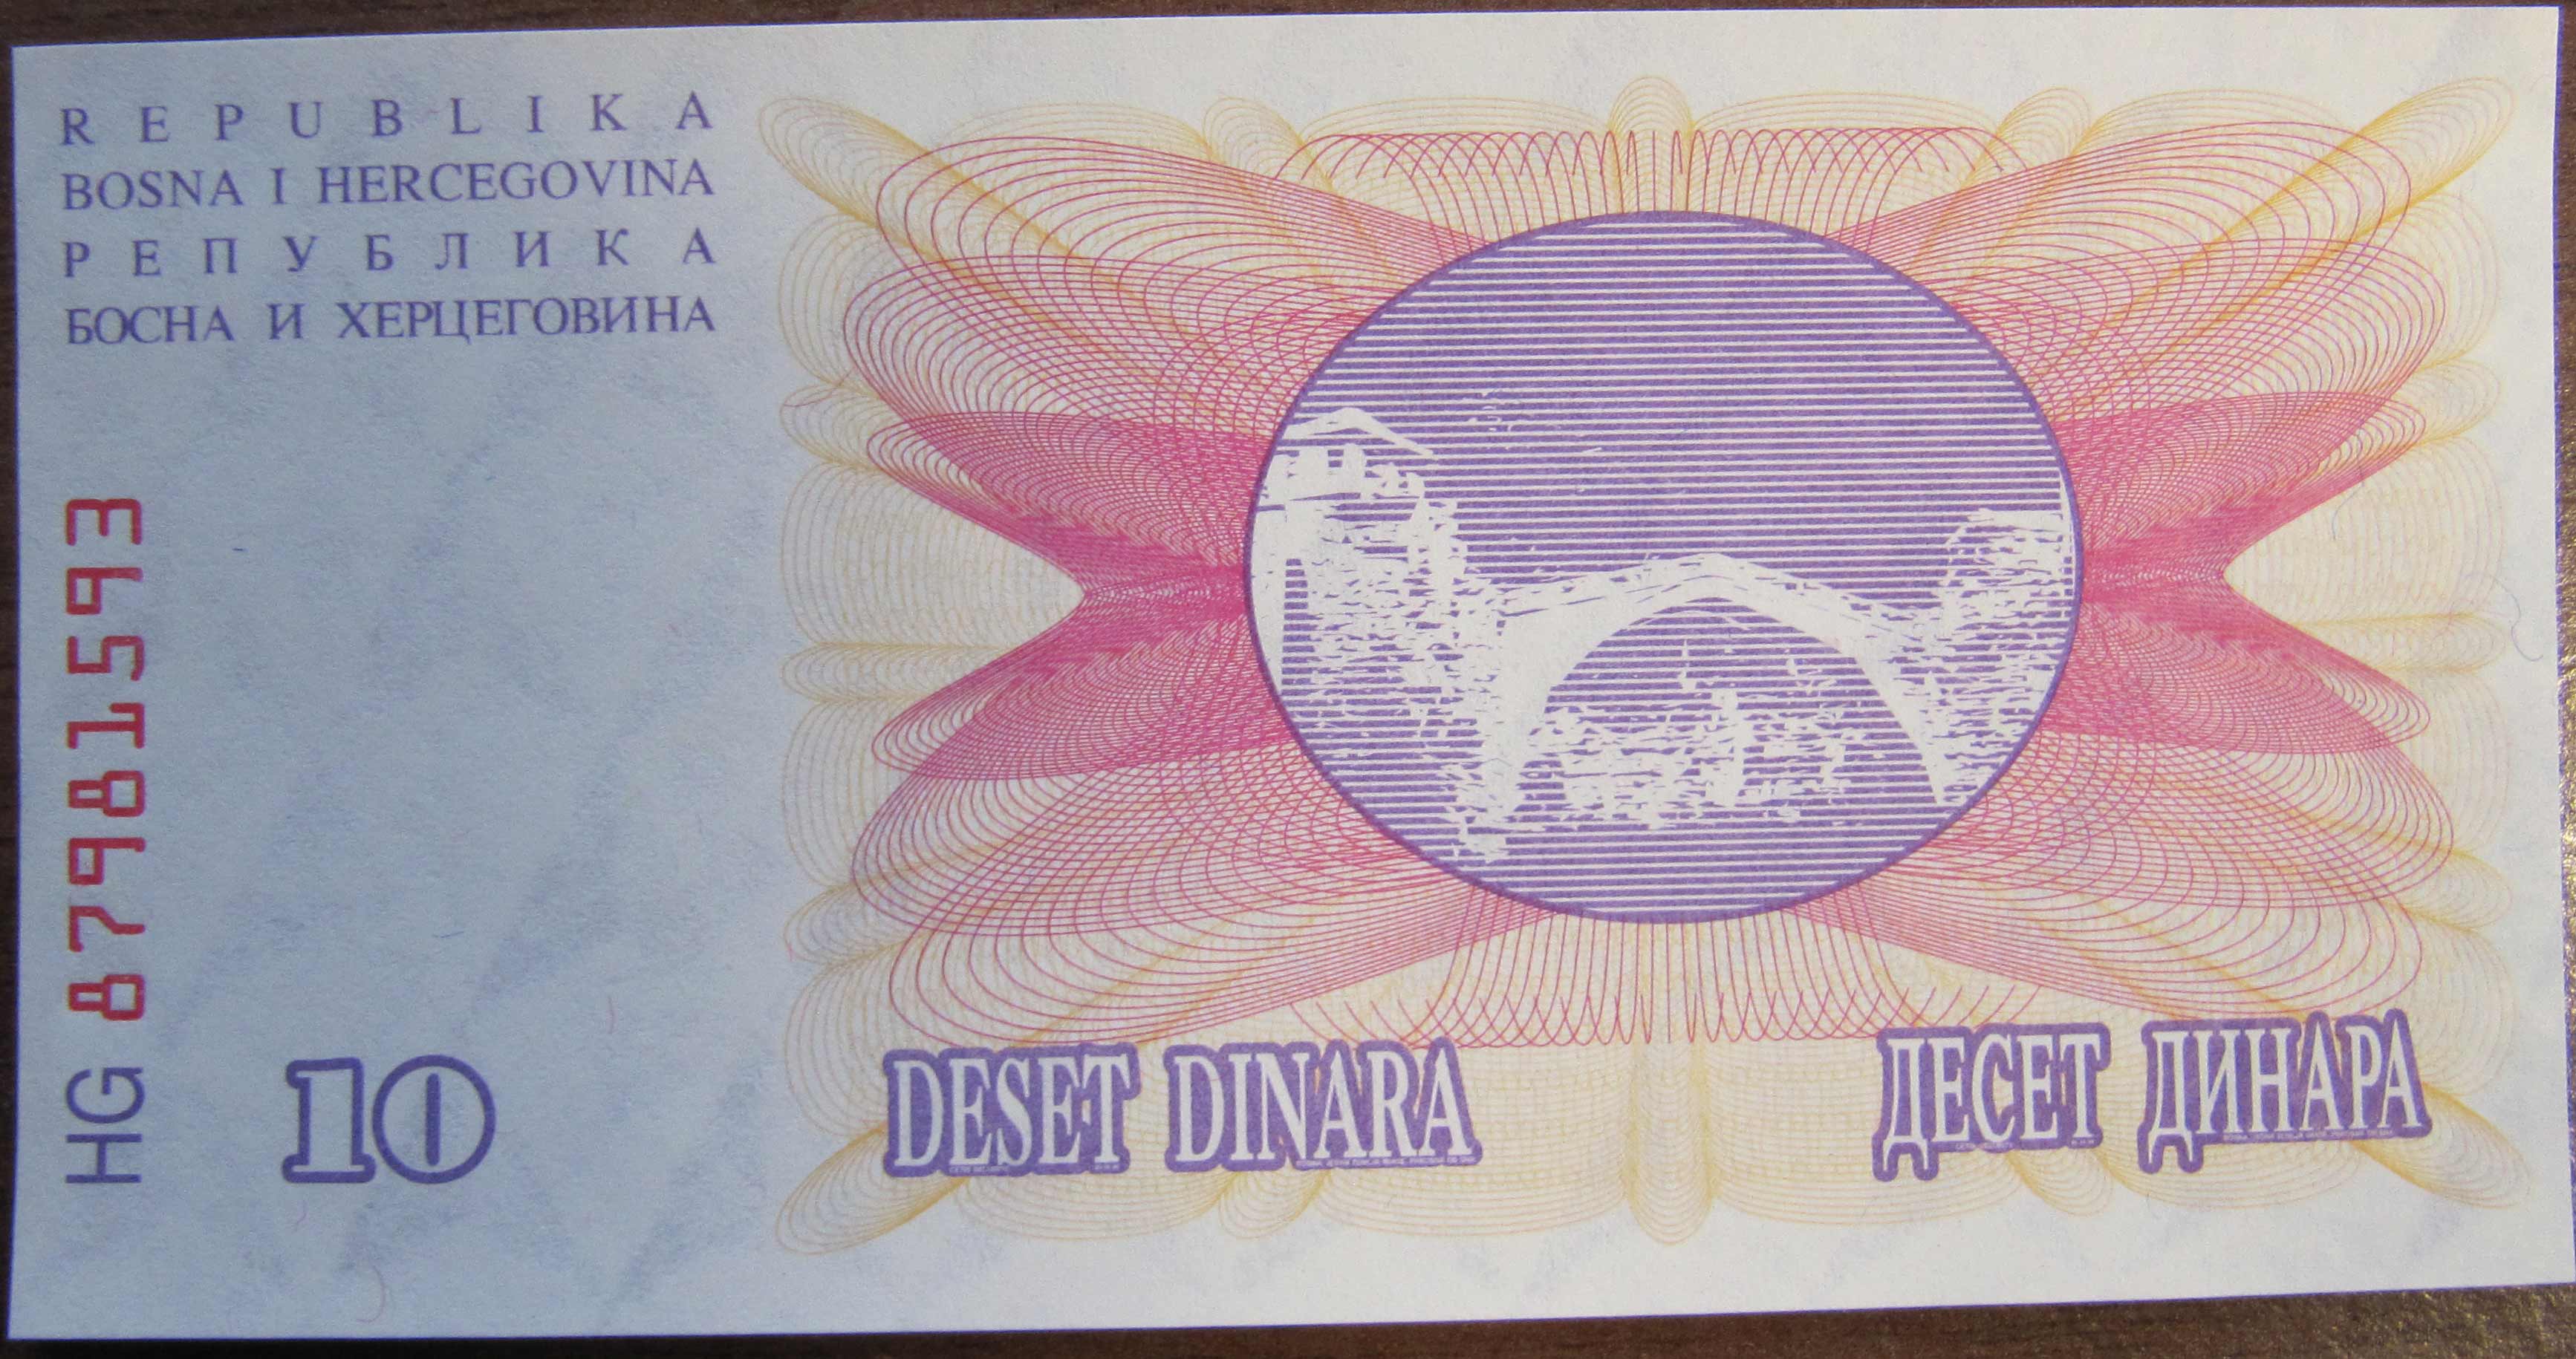 REPUBLIKA
BOSNA I HERCEGOVINA
РЕПУБЛИКА
БОСНА И ХЕРЦЕГОВИНА
HG 87981593
10
DESET DINARA
ДЕСЕТ ДИНАРА